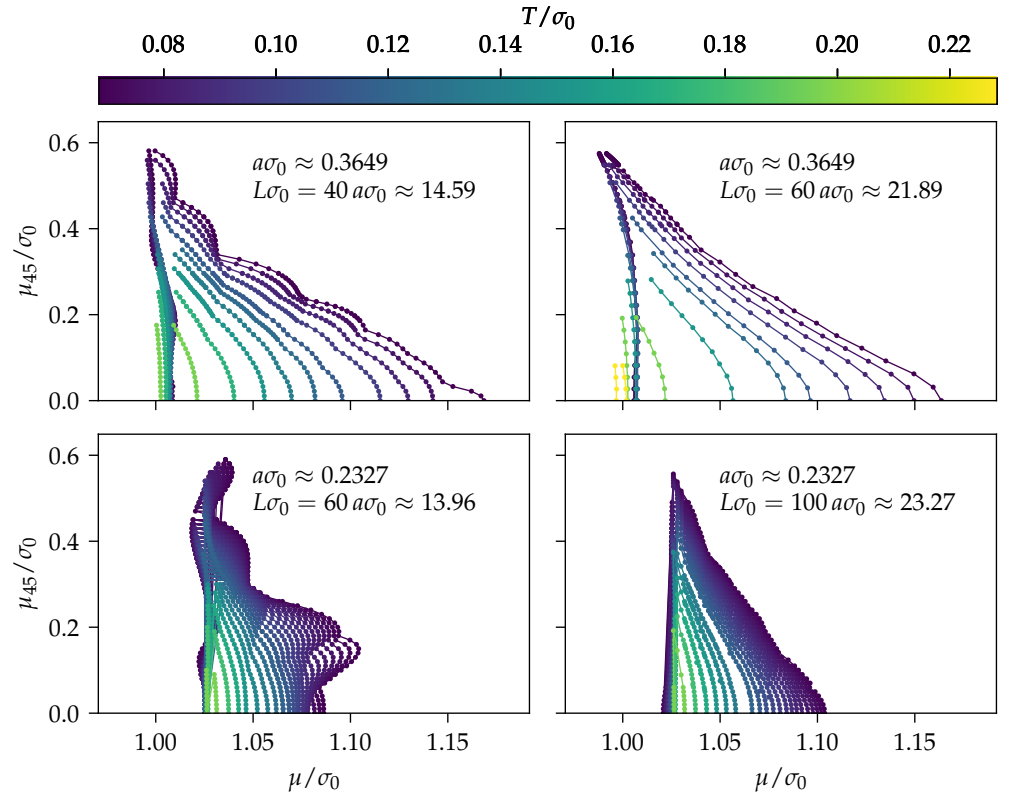 T/σ₀
0.08 0.10 0.12 0.14 0.16 0.18 0.20 0.22
aσ₀ ≈ 0.3649
Lσ₀ = 40 aσ₀ ≈ 14.59
μ₄₅/σ₀
0.6
0.4
0.2
0.0
aσ₀ ≈ 0.3649
Lσ₀ = 60 aσ₀ ≈ 21.89
aσ₀ ≈ 0.2327
Lσ₀ = 60 aσ₀ ≈ 13.96
μ₄₅/σ₀
0.6
0.4
0.2
0.0
1.00 1.05 1.10 1.15
μ/σ₀
aσ₀ ≈ 0.2327
Lσ₀ = 100 aσ₀ ≈ 23.27
1.00 1.05 1.10 1.15
μ/σ₀